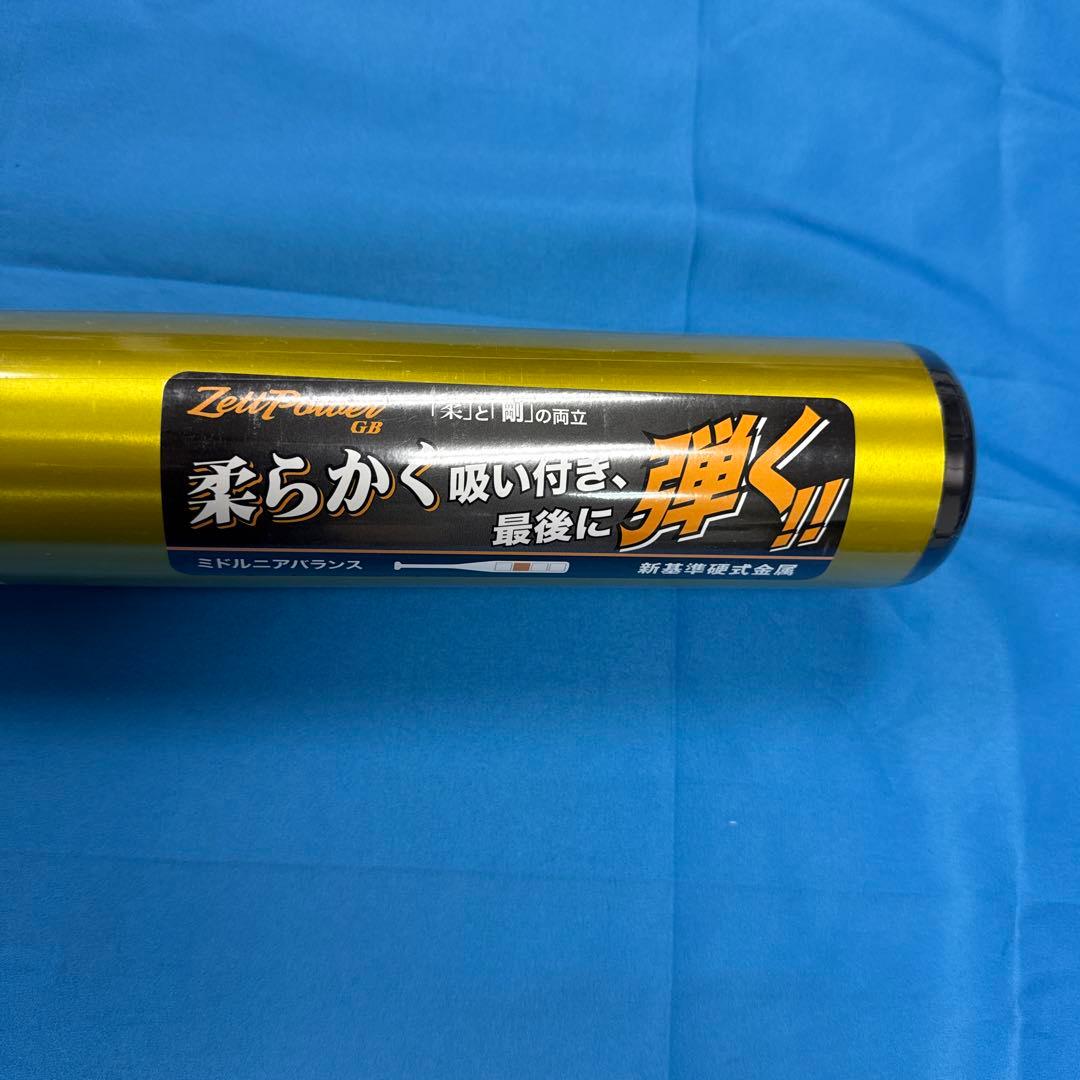 ZettPower
GB
「柔」と「剛」の両立
柔らかく吸い付き、
最後に弾く!!
ミドルニアバランス
新基準硬式金属